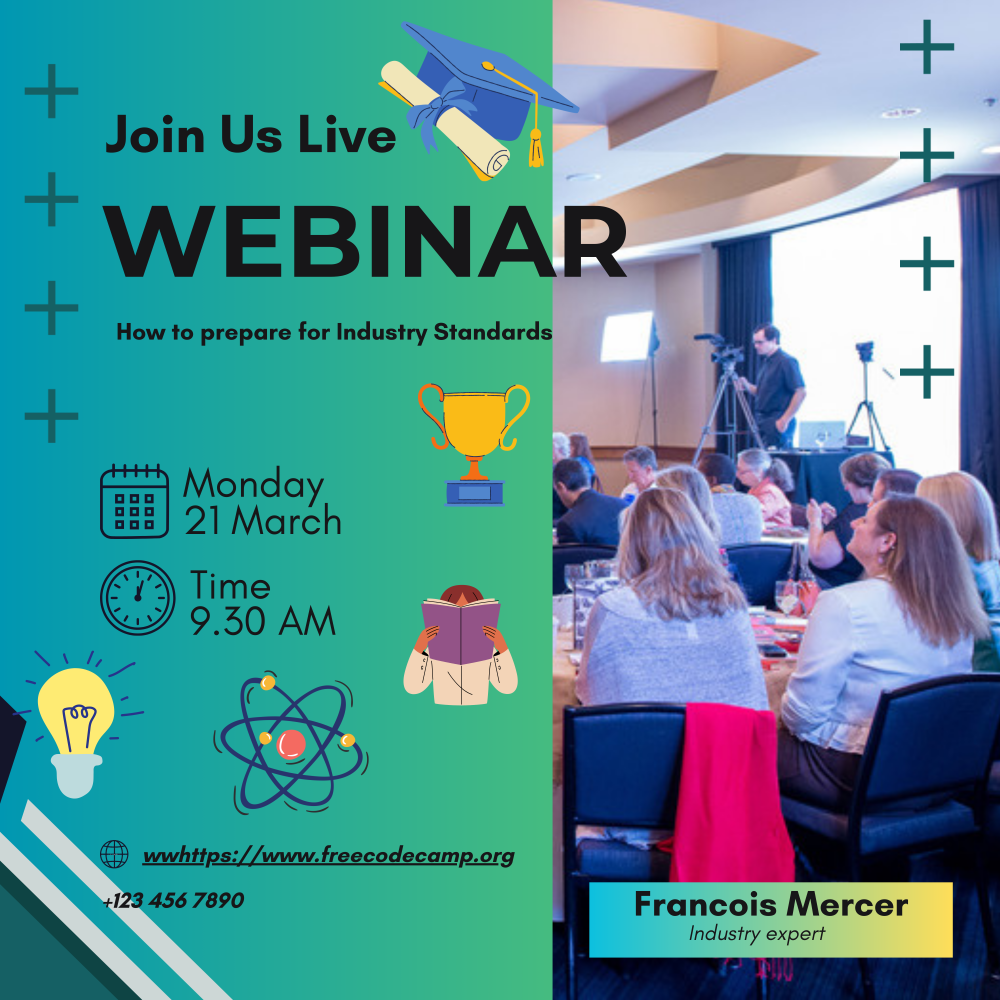 Join Us Live
WEBINAR
How to prepare for Industry Standards
Monday
21 March
Time
9.30 AM
wwhttps://www.freecodecamp.org
+123 456 7890
Francois Mercer
Industry expert